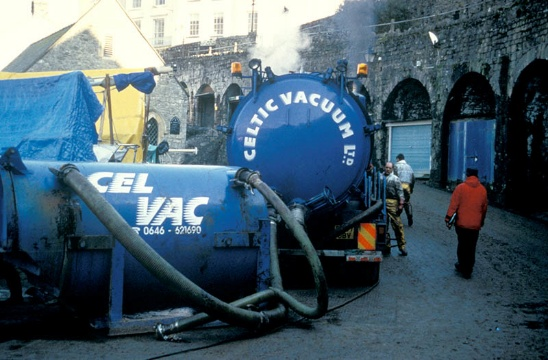 CELTIC VACUUM LTD.
CEL
VAC
0646 - 621690